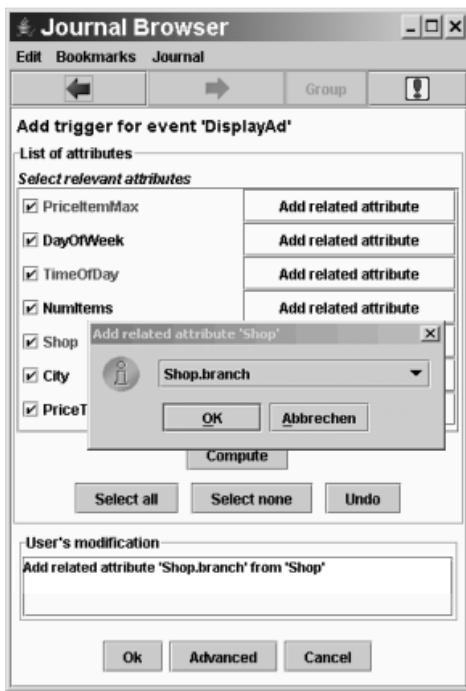 Journal Browser
Edit Bookmarks Journal
Group
Add trigger for event 'DisplayAd'
List of attributes
Select relevant attributes
PriceItemMax Add related attribute
DayOfWeek Add related attribute
TimeOfDay Add related attribute
NumItems Add related attribute
Shop
City
PriceT
Add related attribute 'Shop'
Shop.branch
OK Abbrechen
Compute
Select all Select none Undo
User's modification
Add related attribute 'Shop.branch' from 'Shop'
Ok Advanced Cancel